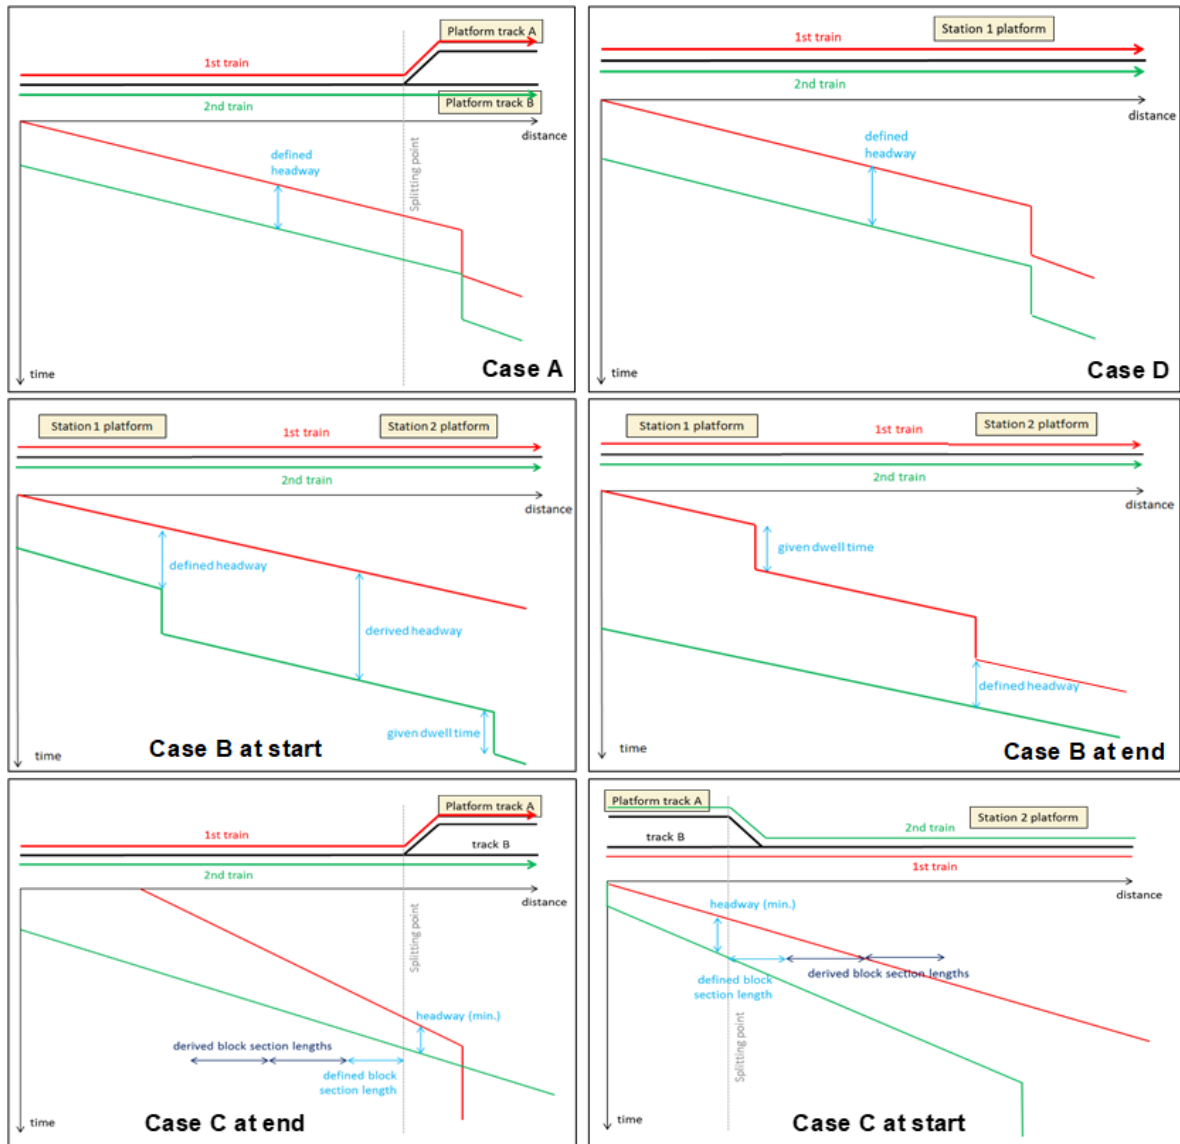 Platform track A
1st train
Platform track B
2nd train
distance
defined
headway
Splitting point
time
Case A
Station 1 platform
1st train
2nd train
distance
defined
headway
time
Case D
Station 1 platform
Station 2 platform
1st train
2nd train
distance
defined headway
derived headway
given dwell time
time
Case B at start
Station 1 platform
Station 2 platform
1st train
2nd train
distance
given dwell time
defined headway
time
Case B at end
Platform track A
1st train
track B
2nd train
distance
Splitting point
headway (min.)
derived block section lengths
defined block
section length
time
Case C at end
Platform track A
2nd train
Station 2 platform
track B
1st train
distance
headway (min.)
derived block section lengths
defined block
section length
Splitting point
time
Case C at start